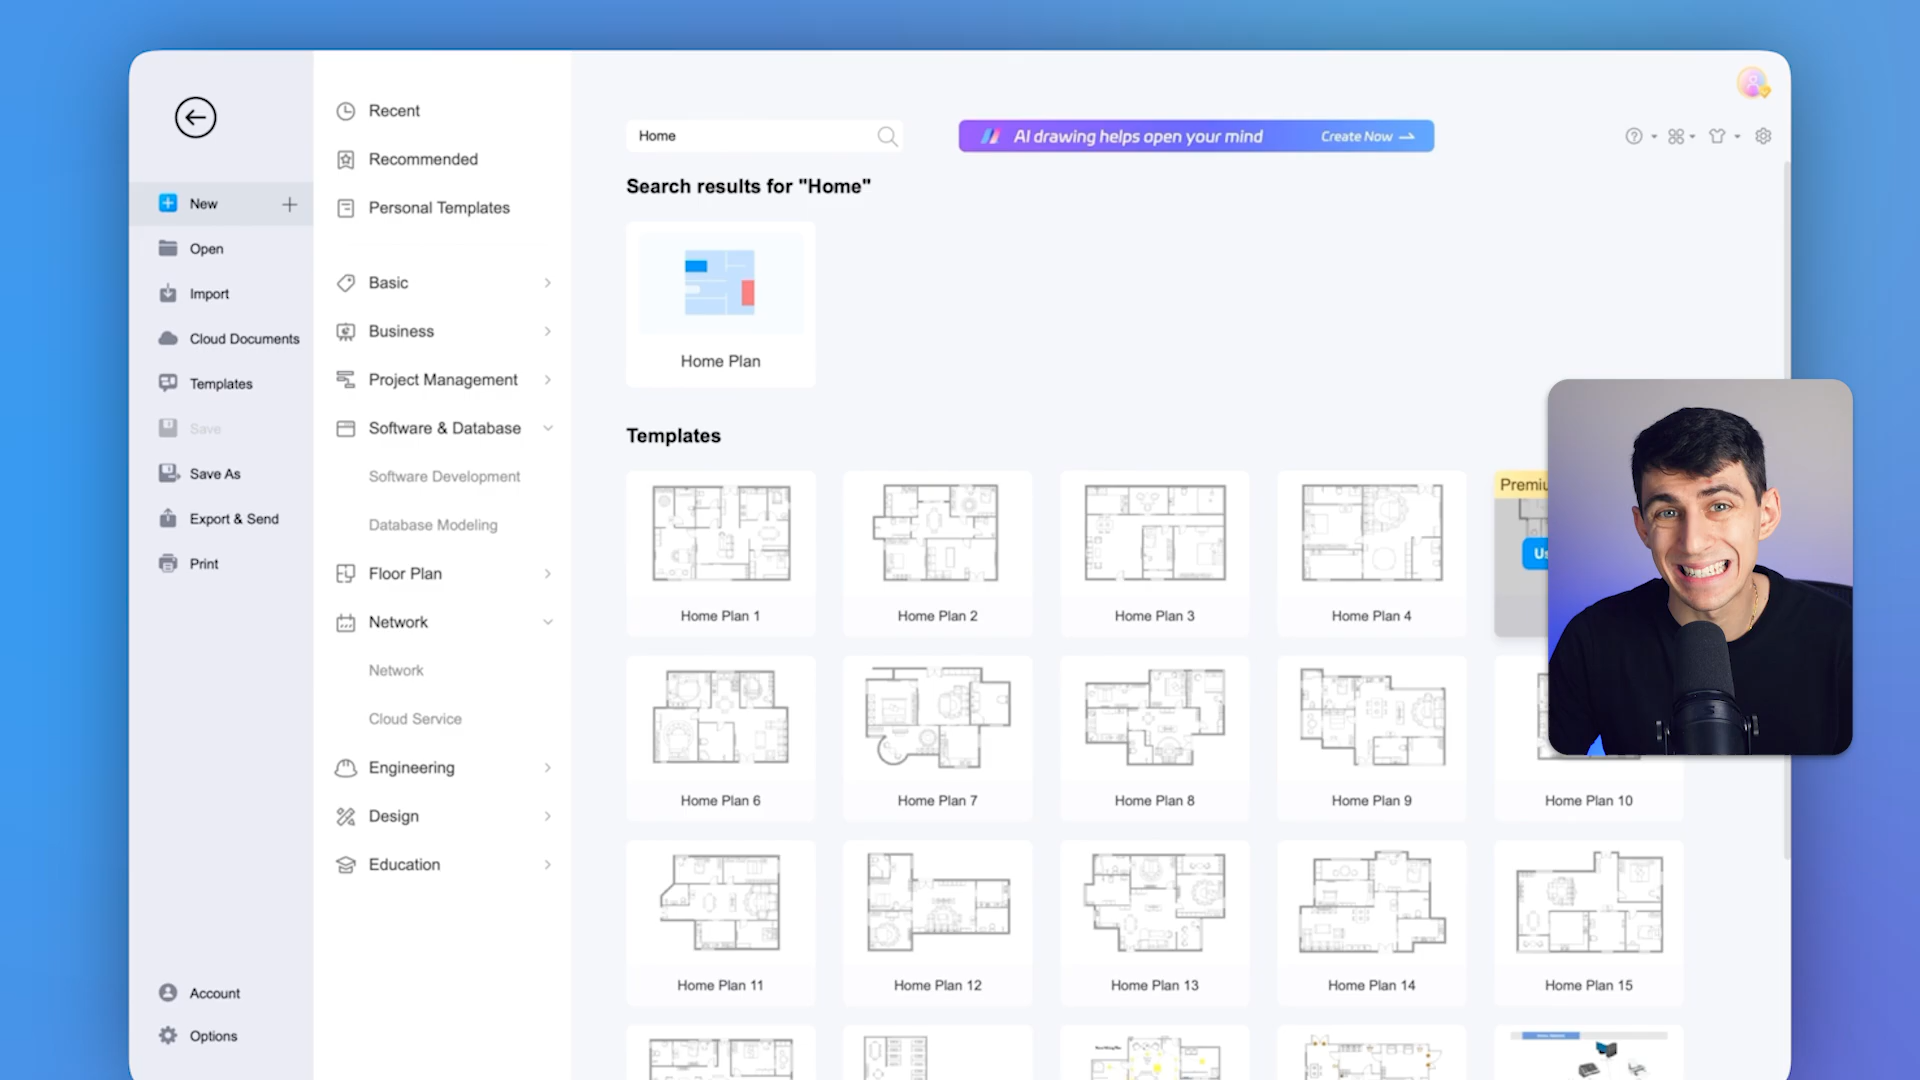 New
Open
Import
Cloud Documents
Templates
Save
Save As
Export & Send
Print
Account
Options
Recent
Recommended
Personal Templates
Basic
Business
Project Management
Software & Database
Software Development
Database Modeling
Floor Plan
Network
Network
Cloud Service
Engineering
Design
Education
Home
AI drawing helps open your mind
Create Now
Search results for "Home"
Home Plan
Templates
Home Plan 1
Home Plan 2
Home Plan 3
Home Plan 4
Home Plan 6
Home Plan 7
Home Plan 8
Home Plan 9
Home Plan 10
Home Plan 11
Home Plan 12
Home Plan 13
Home Plan 14
Home Plan 15